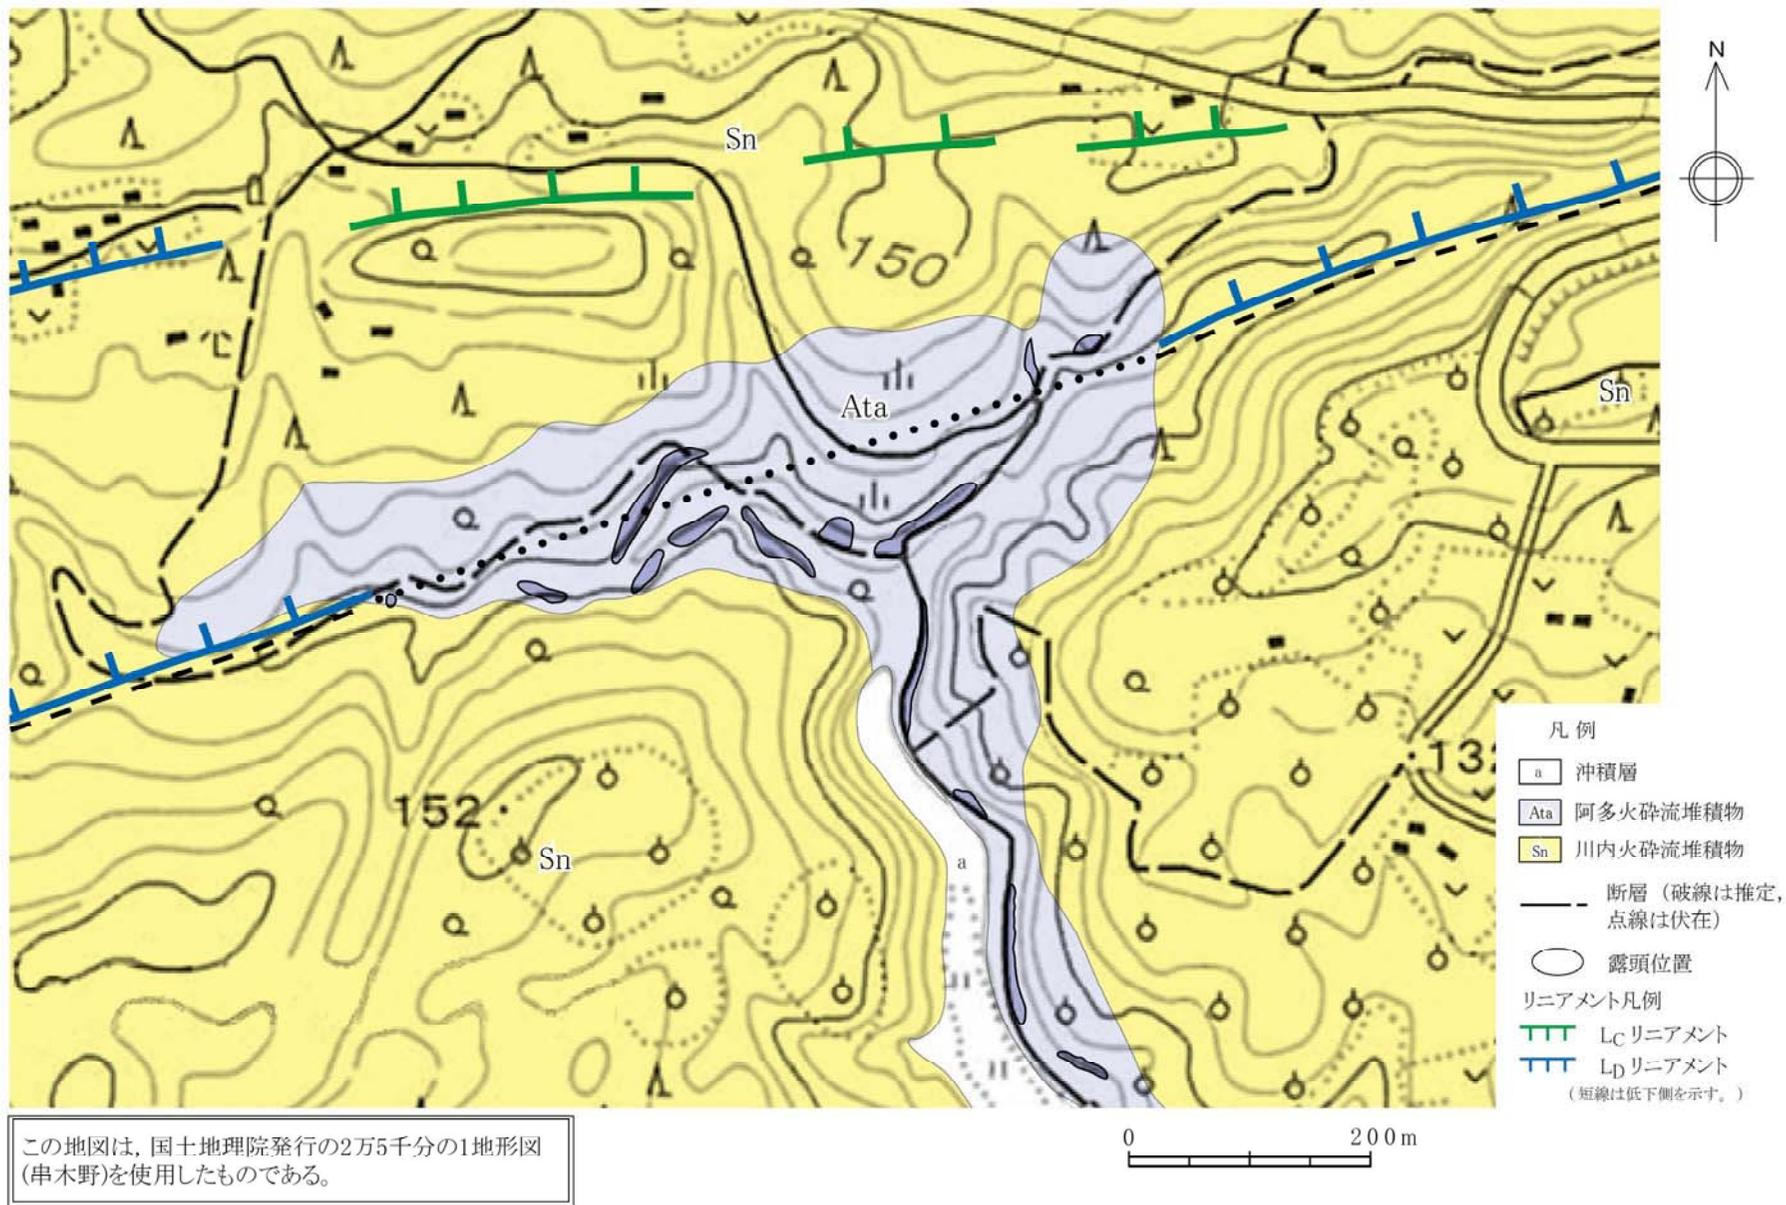 N
Sn
150
Ata
Sn
152
Sn
a
凡 例
a 沖積層
Ata 阿多火砕流堆積物
Sn 川内火砕流堆積物
断層（破線は推定，
点線は伏在）
露頭位置
リニアメント凡例
LCリニアメント
LDリニアメント
（短線は低下側を示す。）
0 200m
この地図は，国土地理院発行の2万5千分の1地形図
(串木野)を使用したものである。